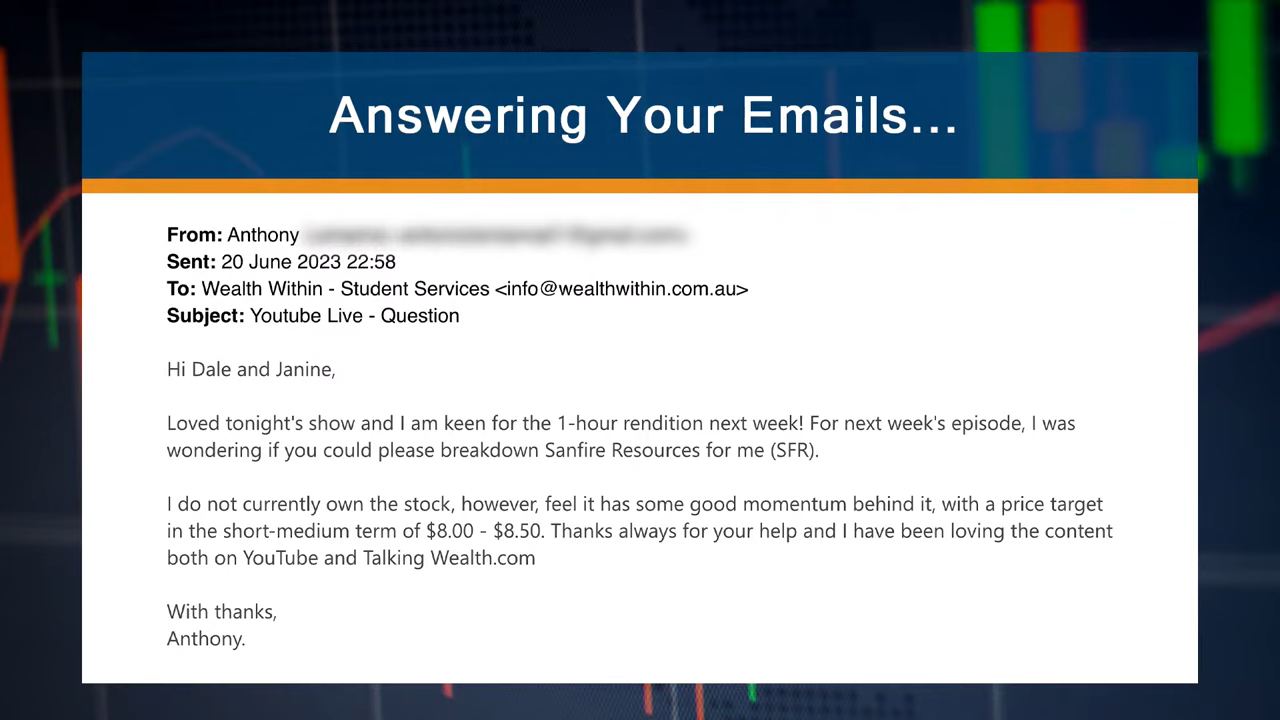 Answering Your Emails...
From: Anthony
Sent: 20 June 2023 22:58
To: Wealth Within - Student Services <info@wealthwithin.com.au>
Subject: Youtube Live - Question
Hi Dale and Janine,
Loved tonight's show and I am keen for the 1-hour rendition next week! For next week's episode, I was
wondering if you could please breakdown Sanfire Resources for me (SFR).
I do not currently own the stock, however, feel it has some good momentum behind it, with a price target
in the short-medium term of $8.00 - $8.50. Thanks always for your help and I have been loving the content
both on YouTube and Talking Wealth.com
With thanks,
Anthony.